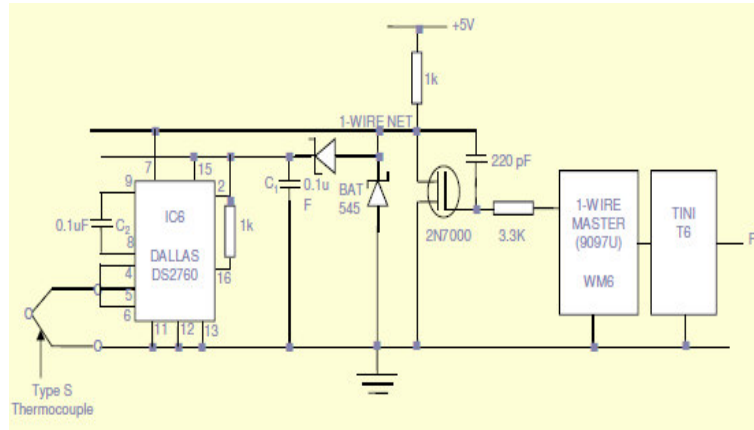 +5V
1k
1-WIRE NET
7
15
2
9
C₁
0.1u
F
BAT
545
220 pF
IC6
0.1uF
C₂
1k
8
DALLAS
DS2760
4
5
6
16
11
12
13
2N7000
3.3K
1-WIRE
MASTER
(9097U)
WM6
TINI
T6
Type S
Thermocouple